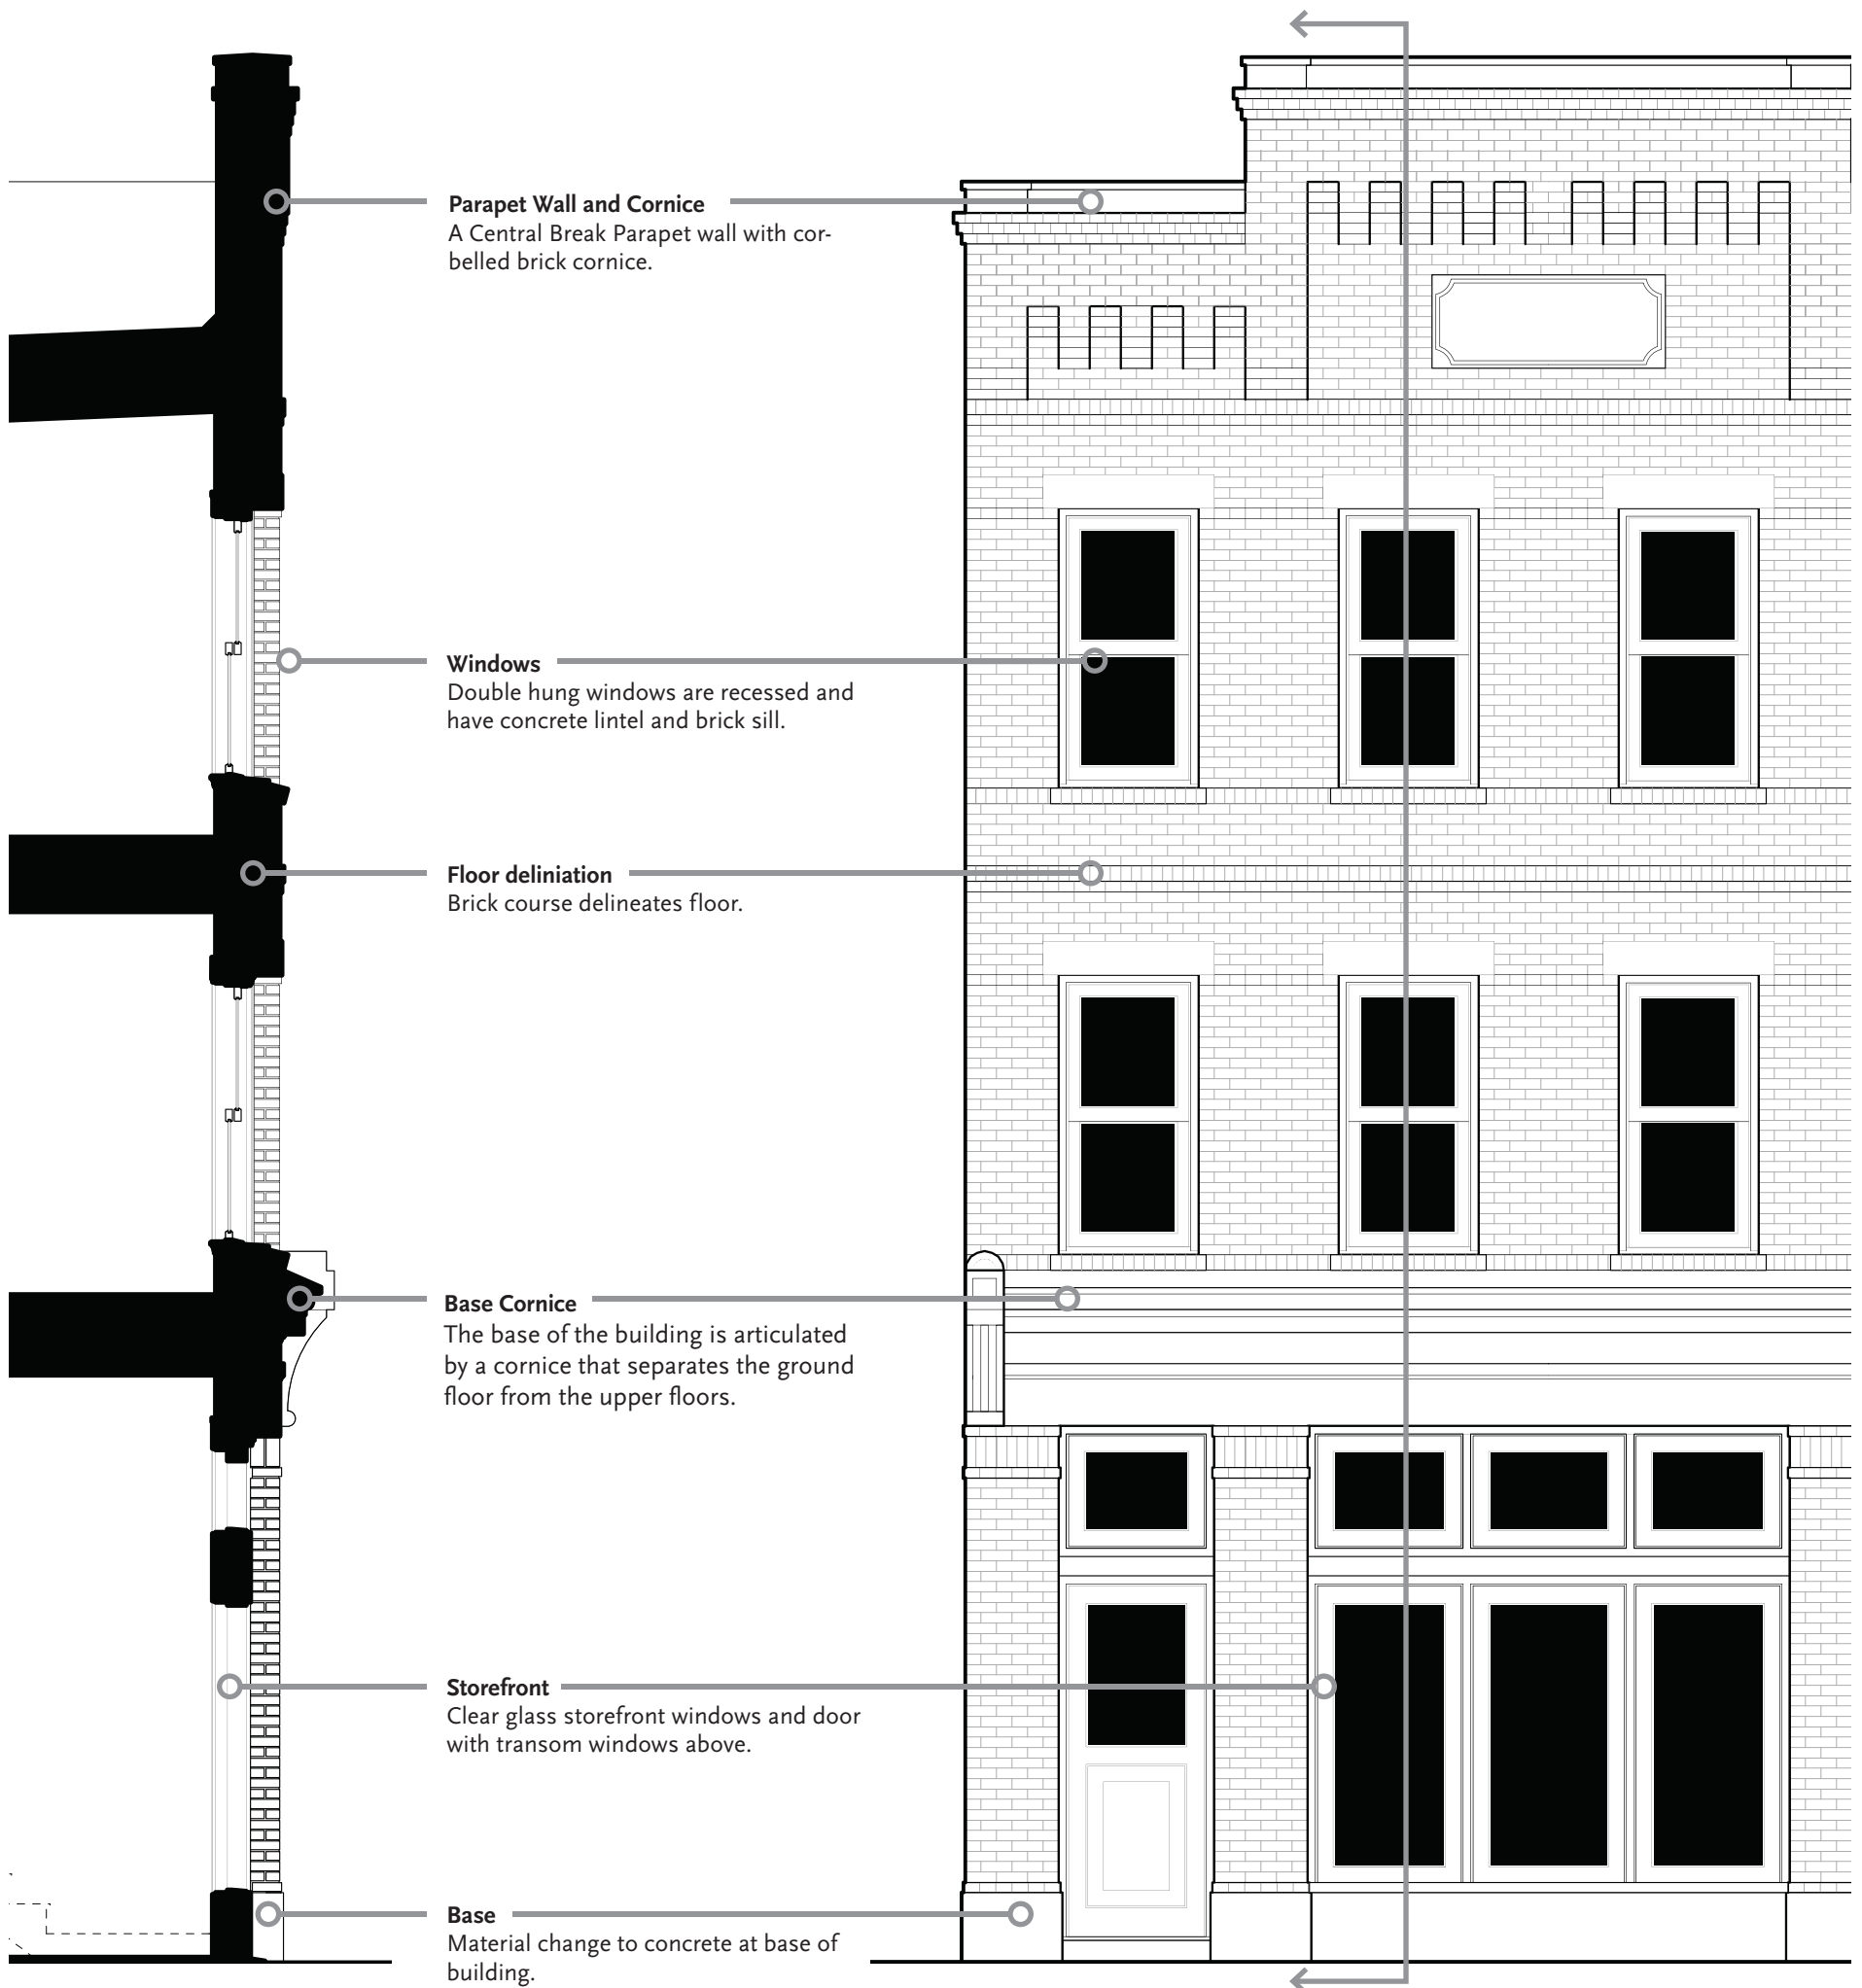 Parapet Wall and Cornice
A Central Break Parapet wall with cor-
belled brick cornice.
Windows
Double hung windows are recessed and
have concrete lintel and brick sill.
Floor deliniation
Brick course delineates floor.
Base Cornice
The base of the building is articulated
by a cornice that separates the ground
floor from the upper floors.
Storefront
Clear glass storefront windows and door
with transom windows above.
Base
Material change to concrete at base of
building.